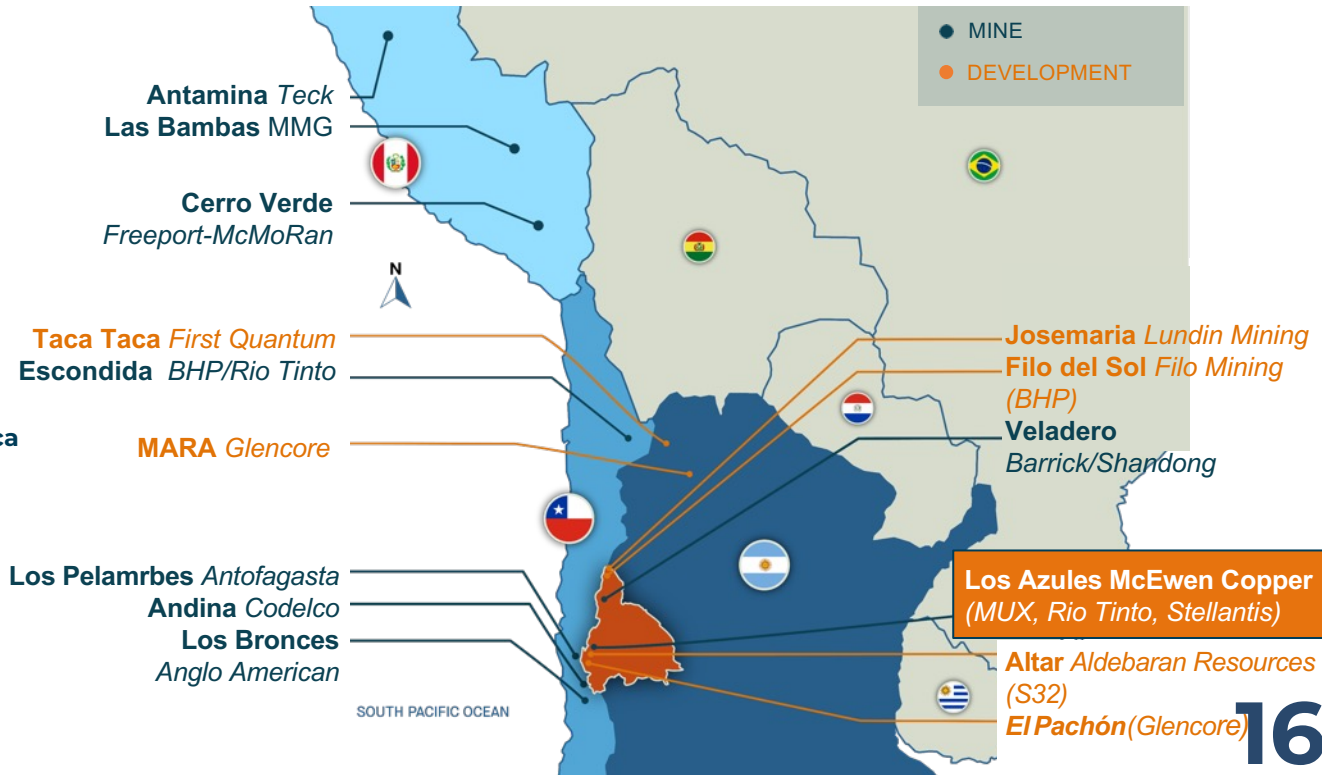 MINE
DEVELOPMENT
Antamina Teck
Las Bambas MMG
Cerro Verde
Freeport-McMoRan
N
Taca Taca First Quantum
Escondida BHP/Rio Tinto
ca
MARA Glencore
Josemaria Lundin Mining
Filo del Sol Filo Mining
(BHP)
Veladero
Barrick/Shandong
Los Pelamrbes Antofagasta
Andina Codelco
Los Bronces
Anglo American
SOUTH PACIFIC OCEAN
Los Azules McEwen Copper
(MUX, Rio Tinto, Stellantis)
Altar Aldebaran Resources
(S32)
El Pachón (Glencore)
16